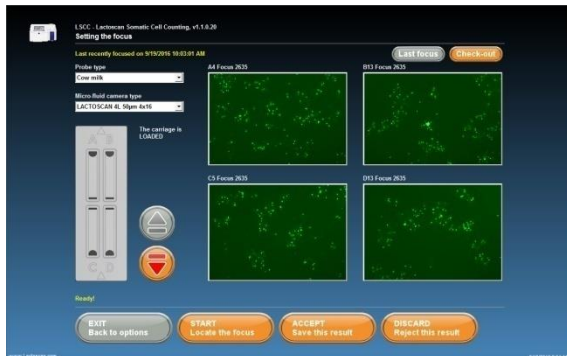 LSCC - Lactoscan Somatic Cell Counting, v1.1.0.20
Setting the focus
Last recently focused on 9/19/2016 10:03:01 AM
Last focus
Check-out
Probe type
Cow milk
Micro fluid camera type
LACTOSCAN 4L 50µm 4x16
The carriage is
LOADED
A B
C D
A4 Focus 2635
B13 Focus 2635
C5 Focus 2635
D13 Focus 2635
Ready!
EXIT
Back to options
START
Locate the focus
ACCEPT
Save this result
DISCARD
Reject this result